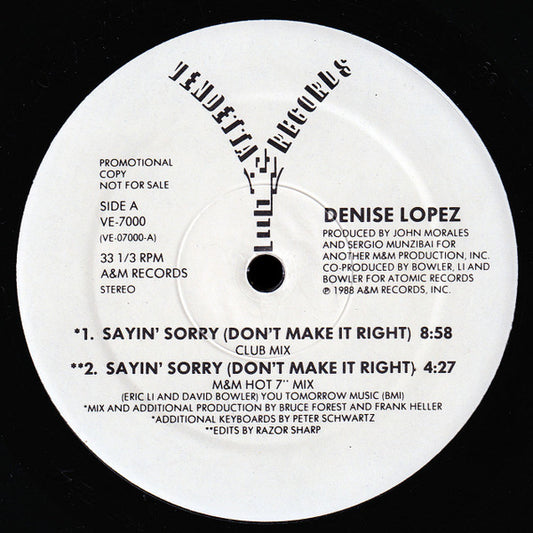 VENDETTA RECORDS
PROMOTIONAL
COPY
NOT FOR SALE
SIDE A
VE-7000
(VE-07000-A)
33 1/3 RPM
A&M RECORDS
STEREO
DENISE LOPEZ
PRODUCED BY JOHN MORALES
AND SERGIO MUNZIBAI FOR
ANOTHER M&M PRODUCTION, INC.
CO-PRODUCED BY BOWLER, LI AND
BOWLER FOR ATOMIC RECORDS
℗ 1988 A&M RECORDS, INC.
*1. SAYIN' SORRY (DON'T MAKE IT RIGHT) 8:58
CLUB MIX
**2. SAYIN' SORRY (DON'T MAKE IT RIGHT) 4:27
M&M HOT 7" MIX
(ERIC LI AND DAVID BOWLER) YOU TOMORROW MUSIC (BMI)
*MIX AND ADDITIONAL PRODUCTION BY BRUCE FOREST AND FRANK HELLER
*ADDITIONAL KEYBOARDS BY PETER SCHWARTZ
**EDITS BY RAZOR SHARP